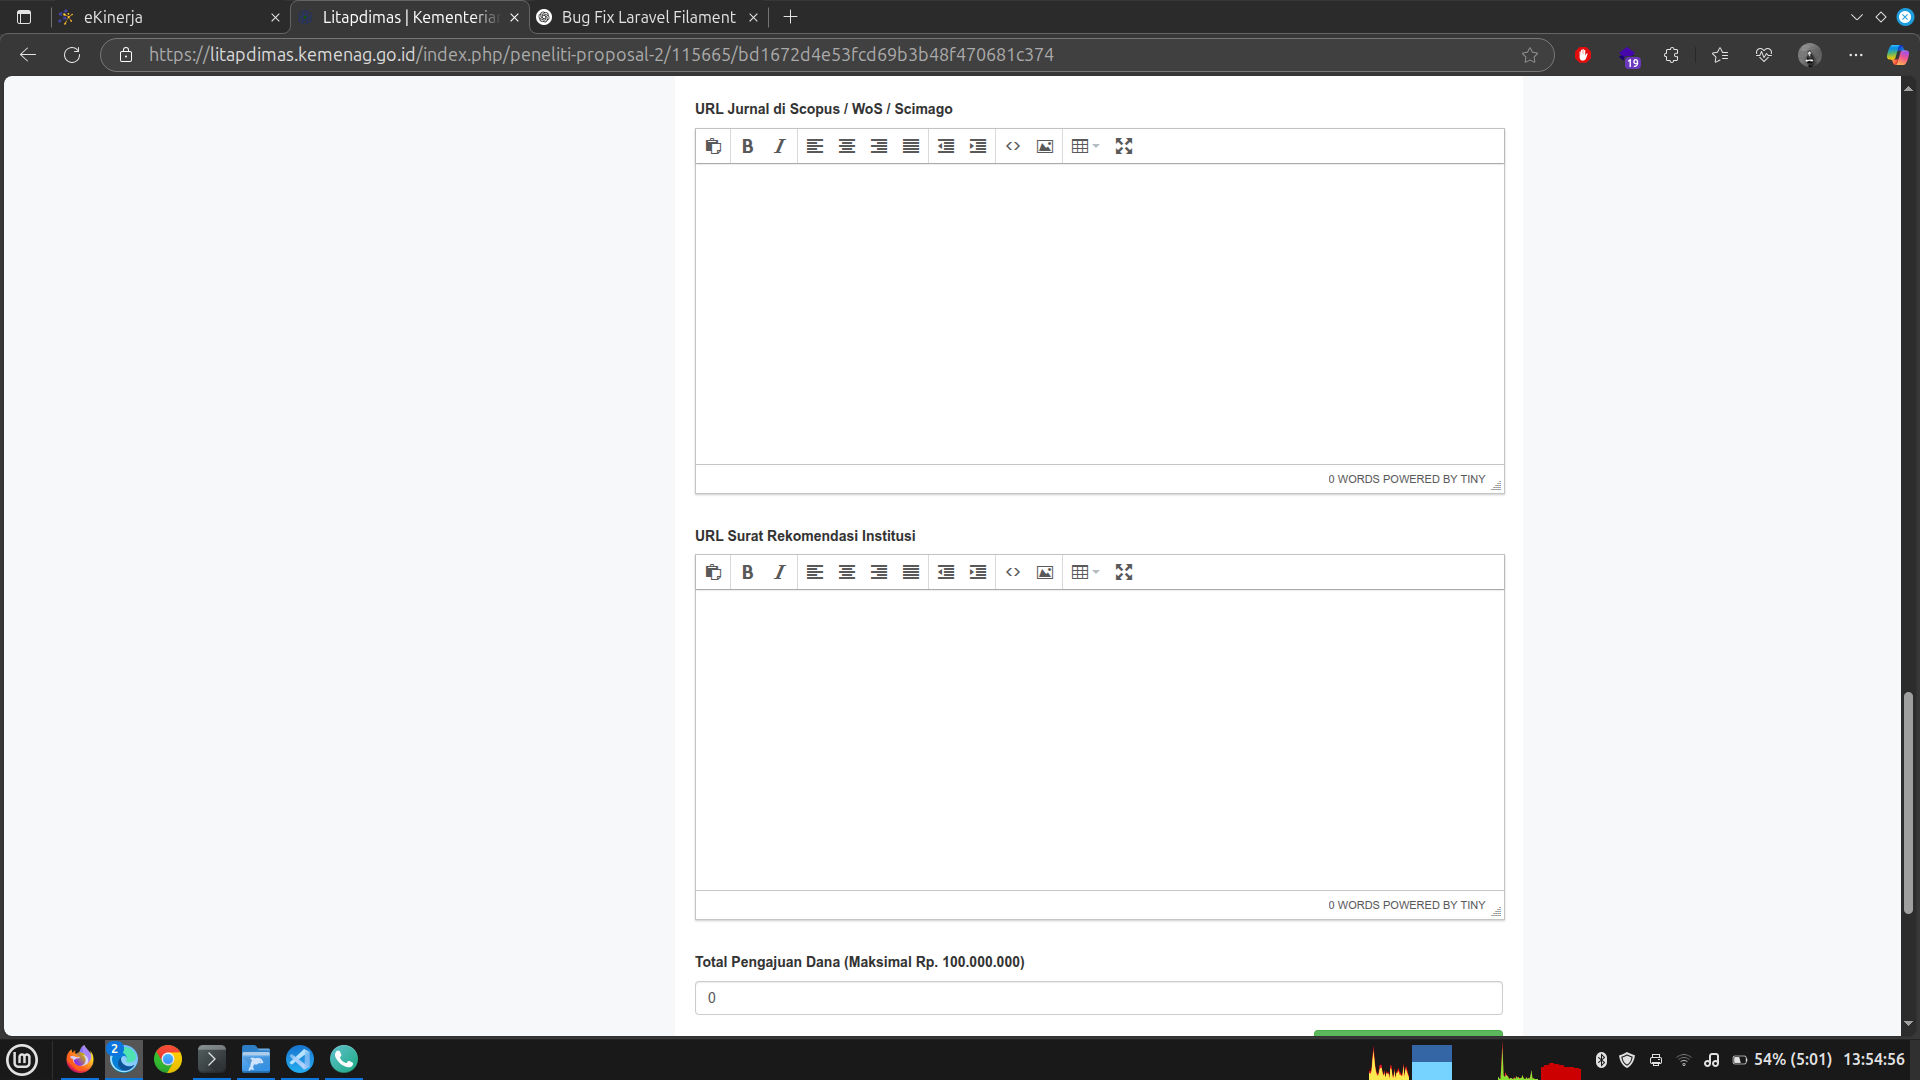 eKinerja
Litapdimas | Kementerian
Bug Fix Laravel Filament
https://litapdimas.kemenag.go.id/index.php/peneliti-proposal-2/115665/bd1672d4e53fcd69b3b48f470681c374
19
URL Jurnal di Scopus / WoS / Scimago
0 WORDS POWERED BY TINY
URL Surat Rekomendasi Institusi
0 WORDS POWERED BY TINY
Total Pengajuan Dana (Maksimal Rp. 100.000.000)
0
2
54% (5:01) 13:54:56